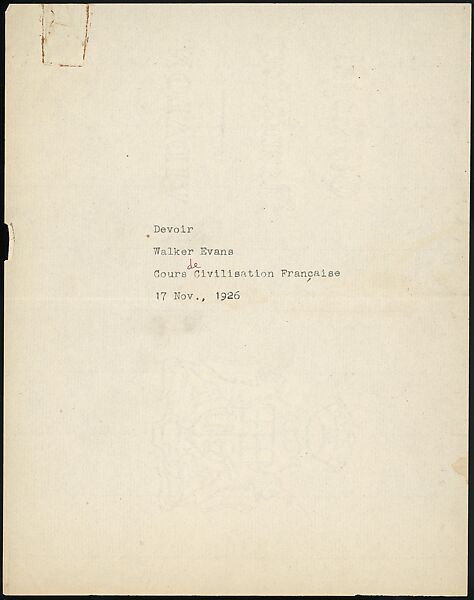 Devoir
Walker Evans
Cours de Civilisation Française
17 Nov., 1926